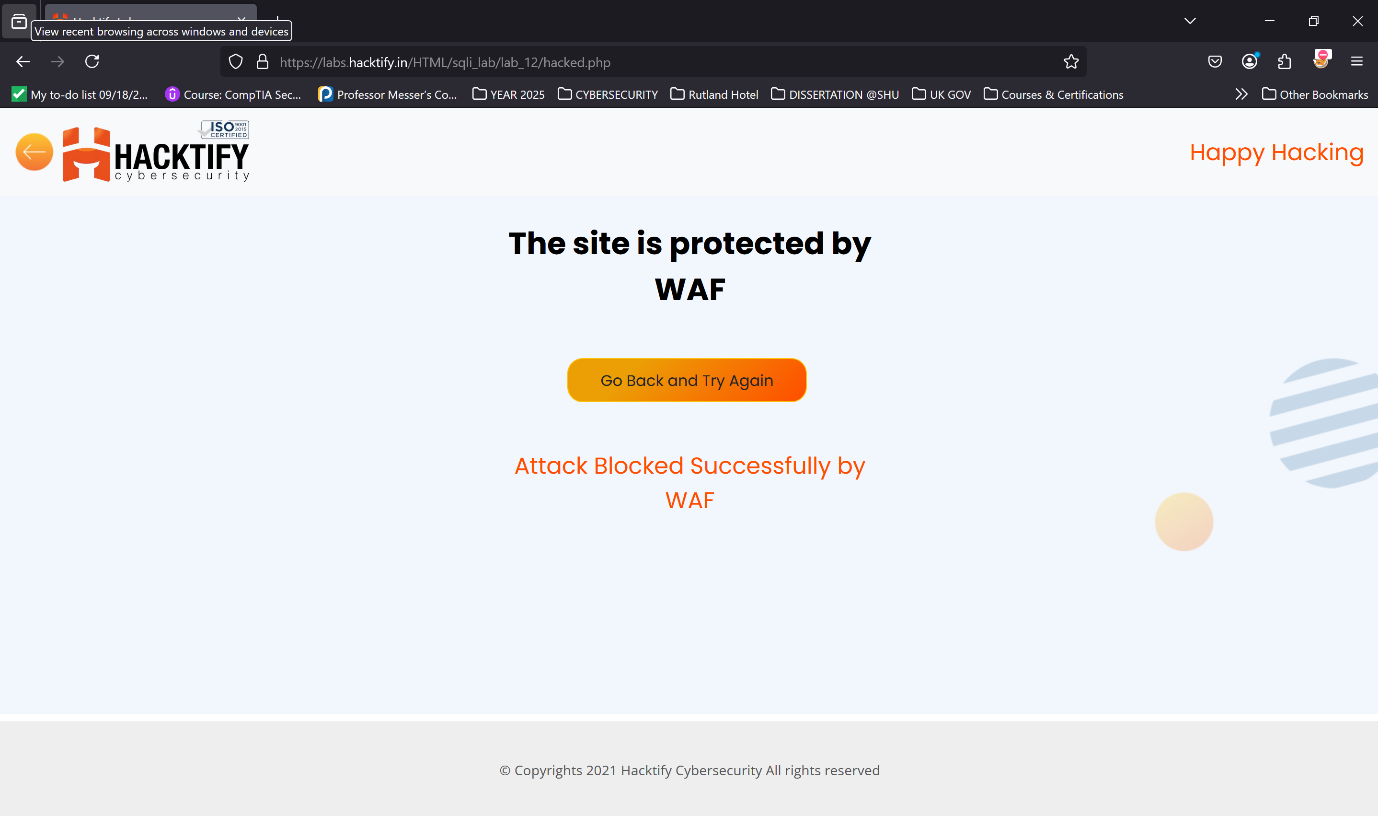 View recent browsing across windows and devices
https://labs.hacktify.in/HTML/sqli_lab/lab_12/hacked.php
My to-do list 09/18/2...
Course: CompTIA Sec...
Professor Messer's Co...
YEAR 2025
CYBERSECURITY
Rutland Hotel
DISSERTATION @SHU
UK GOV
Courses & Certifications
Other Bookmarks
ISO 9001 2015
CERTIFIED
HACKTIFY
cybersecurity
Happy Hacking
The site is protected by
WAF
Go Back and Try Again
Attack Blocked Successfully by
WAF
© Copyrights 2021 Hacktify Cybersecurity All rights reserved